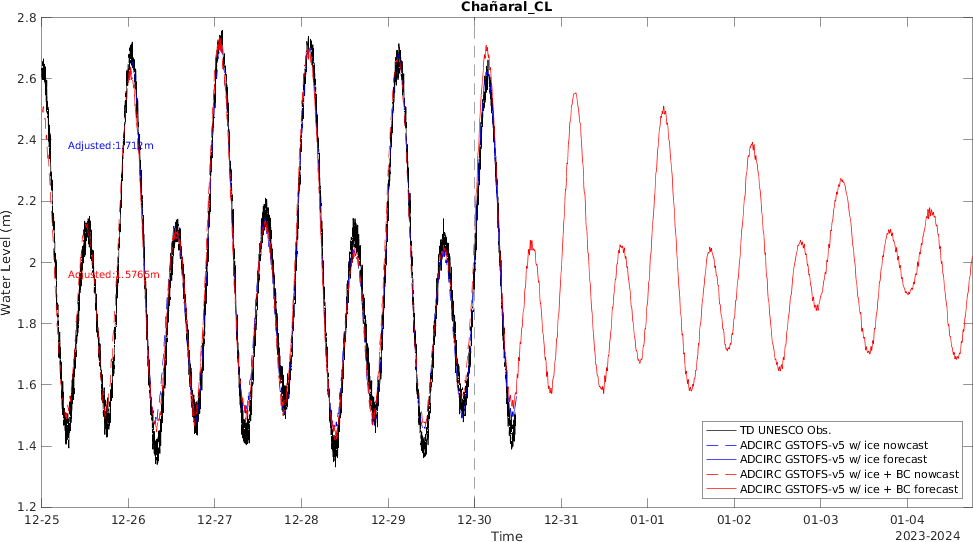 Chañaral_CL
2.8
2.6
2.4
2.2
2
1.8
1.6
1.4
1.2
Water Level (m)
Adjusted:1.712m
Adjusted:1.5765m
TD UNESCO Obs.
ADCIRC GSTOFS-v5 w/ ice nowcast
ADCIRC GSTOFS-v5 w/ ice forecast
ADCIRC GSTOFS-v5 w/ ice + BC nowcast
ADCIRC GSTOFS-v5 w/ ice + BC forecast
12-25 12-26 12-27 12-28 12-29 12-30 12-31 01-01 01-02 01-03 01-04
Time
2023-2024